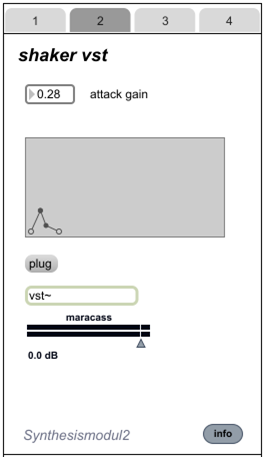 1 2 3 4
shaker vst
0.28 attack gain
plug
vst~
maracass
0.0 dB
Synthesismodul2 info